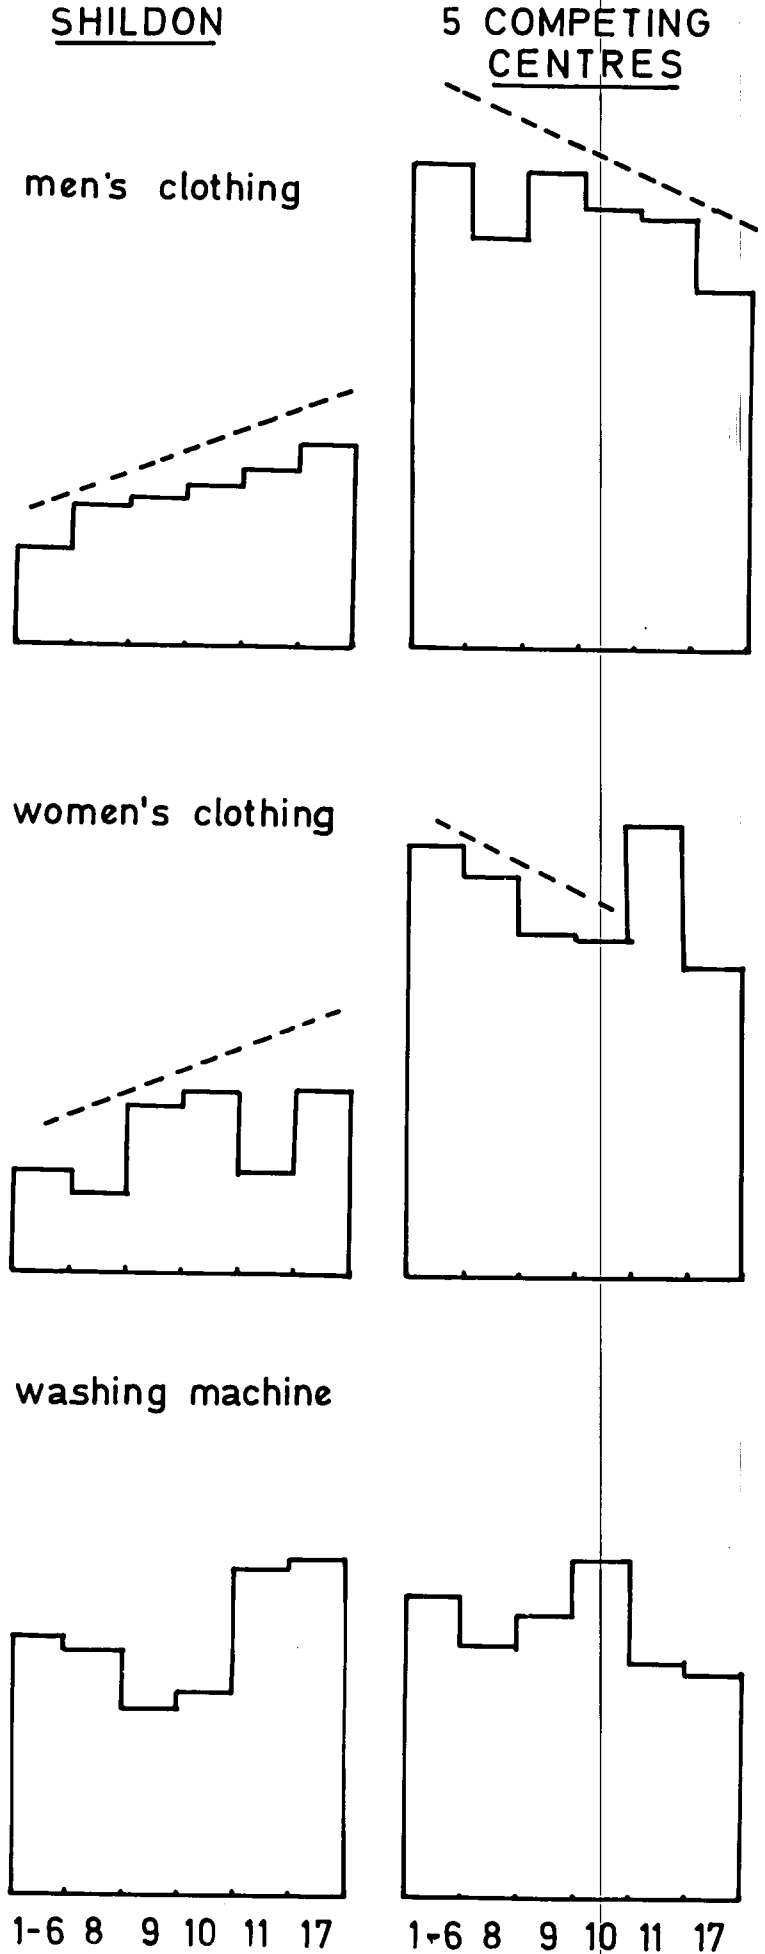 SHILDON
5 COMPETING
CENTRES
men's clothing
women's clothing
washing machine
1-6 8 9 10 11 17
1-6 8 9 10 11 17